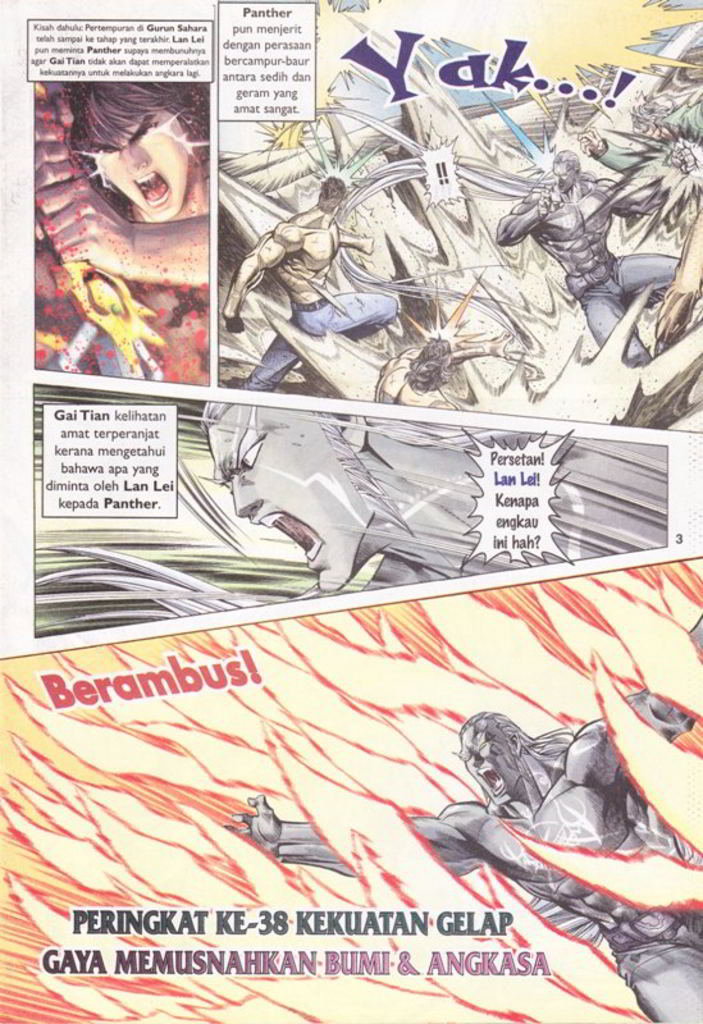 Kisah dahulu: Pertempuran di Gurun Sahara
telah sampai ke tahap yang terakhir. Lan Lei
pun meminta Panther supaya membunuhnya
agar Gai Tian tidak akan dapat memperalatkan
kekuatannya untuk melakukan angkara lagi.
Panther
pun menjerit
dengan perasaan
bercampur-baur
antara sedih dan
geram yang
amat sangat.
Yak....!
!!
Gai Tian kelihatan
amat terperanjat
kerana mengetahui
bahawa apa yang
diminta oleh Lan Lei
kepada Panther.
Persetan!
Lan Lei!
Kenapa
engkau
ini hah?
3
Berambus!
PERINGKAT KE-38 KEKUATAN GELAP
GAYA MEMUSNAHKAN BUMI & ANGKASA